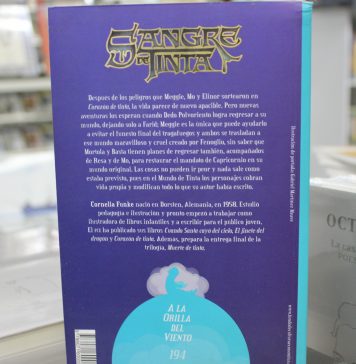 SANGRE
DE TINTA
Después de los peligros que Meggie, Mo y Elinor sortearon en
Corazón de tinta, la vida parece de nuevo apacible. Pero nuevas
aventuras los esperan cuando Dedo Polvoriento logra regresar a su
mundo, dejando solo a Farid; Meggie es la única que puede ayudarlo
a evitar el funesto final del tragafuegos y ambos se trasladan a
ese mundo maravilloso y cruel creado por Fenoglio, sin saber que
Mortola y Basta tienen planes de regresar también, acompañados
de Resa y de Mo, para restaurar el mandato de Capricornio en su
mundo original. Las cosas no pueden ir peor y nada sale como
estaba previsto, pues en el Mundo de Tinta los personajes cobran
vida propia y modifican todo lo que su autor había escrito.
Cornelia Funke nació en Dorsten, Alemania, en 1958. Estudió
pedagogía e ilustración y pronto empezó a trabajar como
ilustradora de libros infantiles y a escribir para el público joven.
El FCE ha publicado sus libros: Cuando Santa cayó del cielo, El jinete del
dragón y Corazón de tinta. Además, prepara la entrega final de la
trilogía, Muerte de tinta.
A LA
ORILLA
DEL
VIENTO
194
Ilustración de portada: Gabriel Martínez Meave
OCT